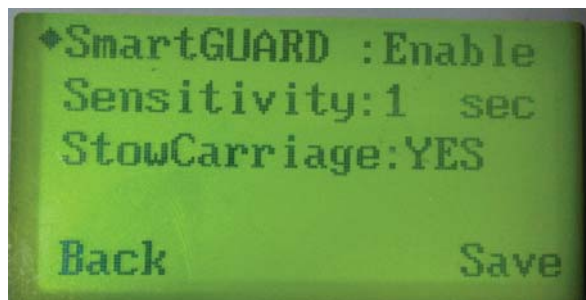 ◆SmartGUARD :Enable
Sensitivity:1 sec
StowCarriage:YES
Back Save